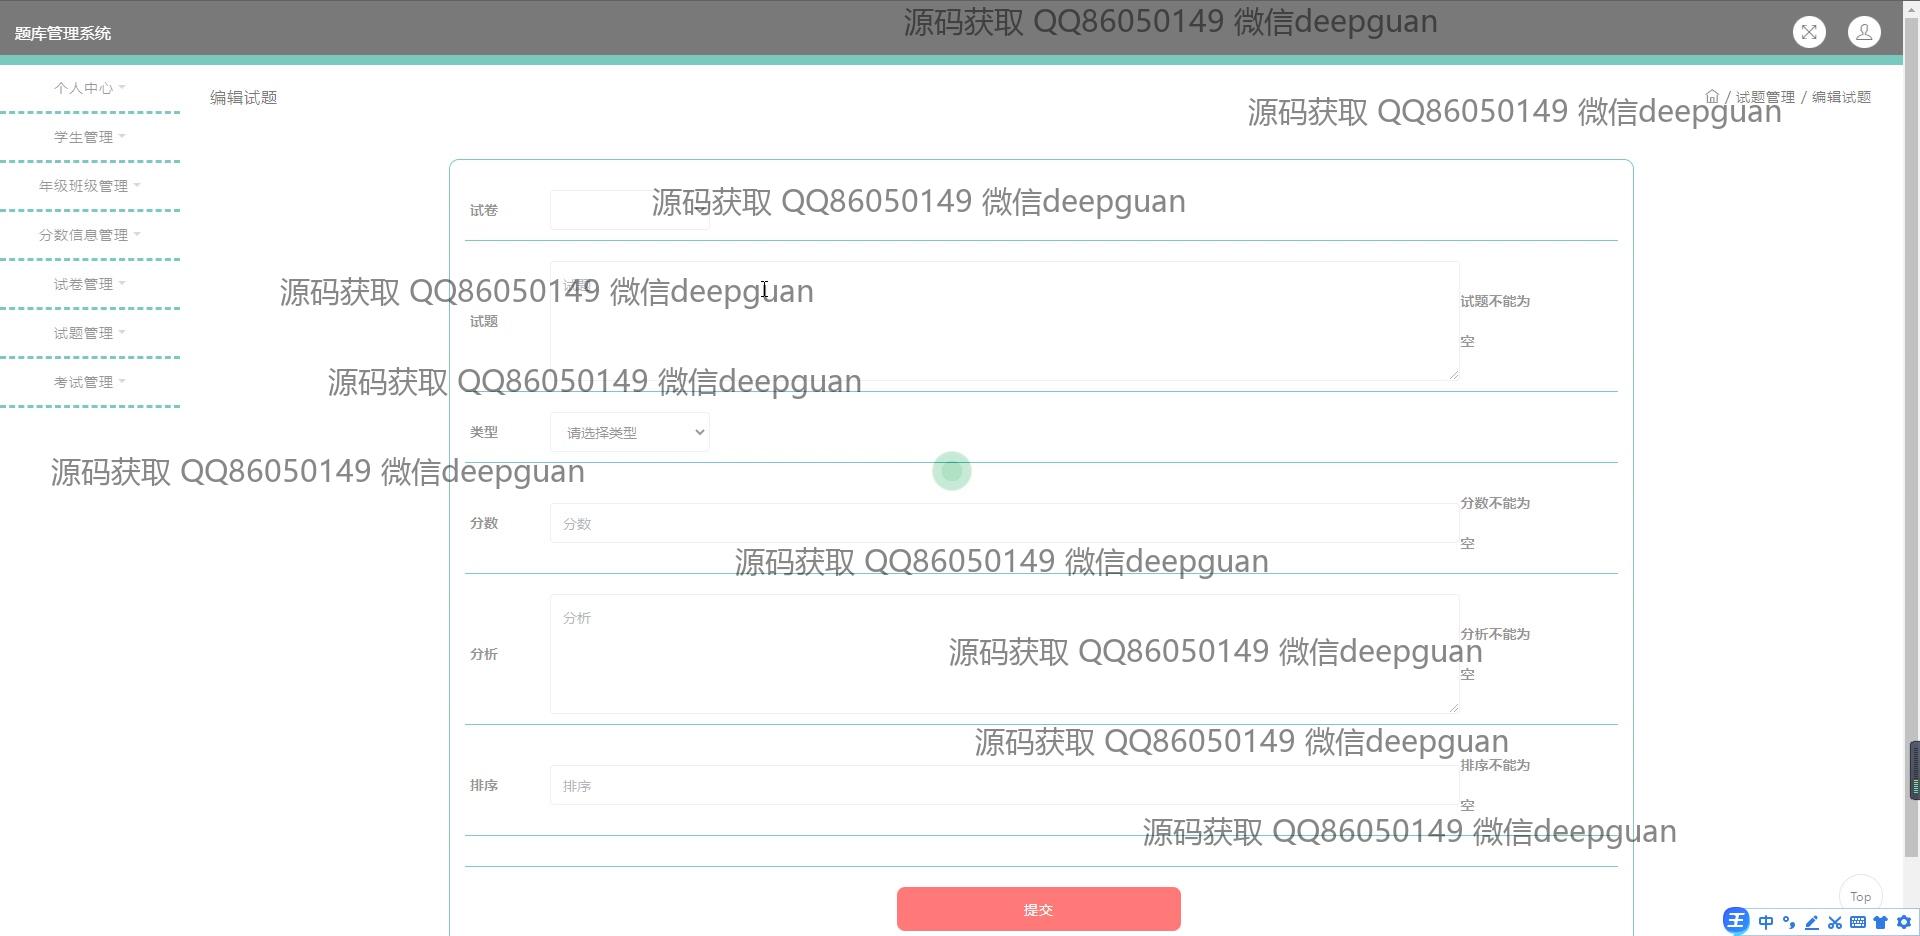 源码获取 QQ86050149 微信deepguan
题库管理系统
个人中心
编辑试题
/ 试题管理 / 编辑试题
源码获取 QQ86050149 微信deepguan
学生管理
年级班级管理
源码获取 QQ86050149 微信deepguan
试卷
分数信息管理
试卷管理
试题
源码获取 QQ86050149 微信deepguan
试题不能为
空
试题
试题管理
考试管理
源码获取 QQ86050149 微信deepguan
类型
请选择类型
源码获取 QQ86050149 微信deepguan
分数不能为
空
分数
分数
源码获取 QQ86050149 微信deepguan
分析
分析不能为
空
分析
源码获取 QQ86050149 微信deepguan
源码获取 QQ86050149 微信deepguan
排序不能为
空
排序
排序
源码获取 QQ86050149 微信deepguan
提交
Top
王 中